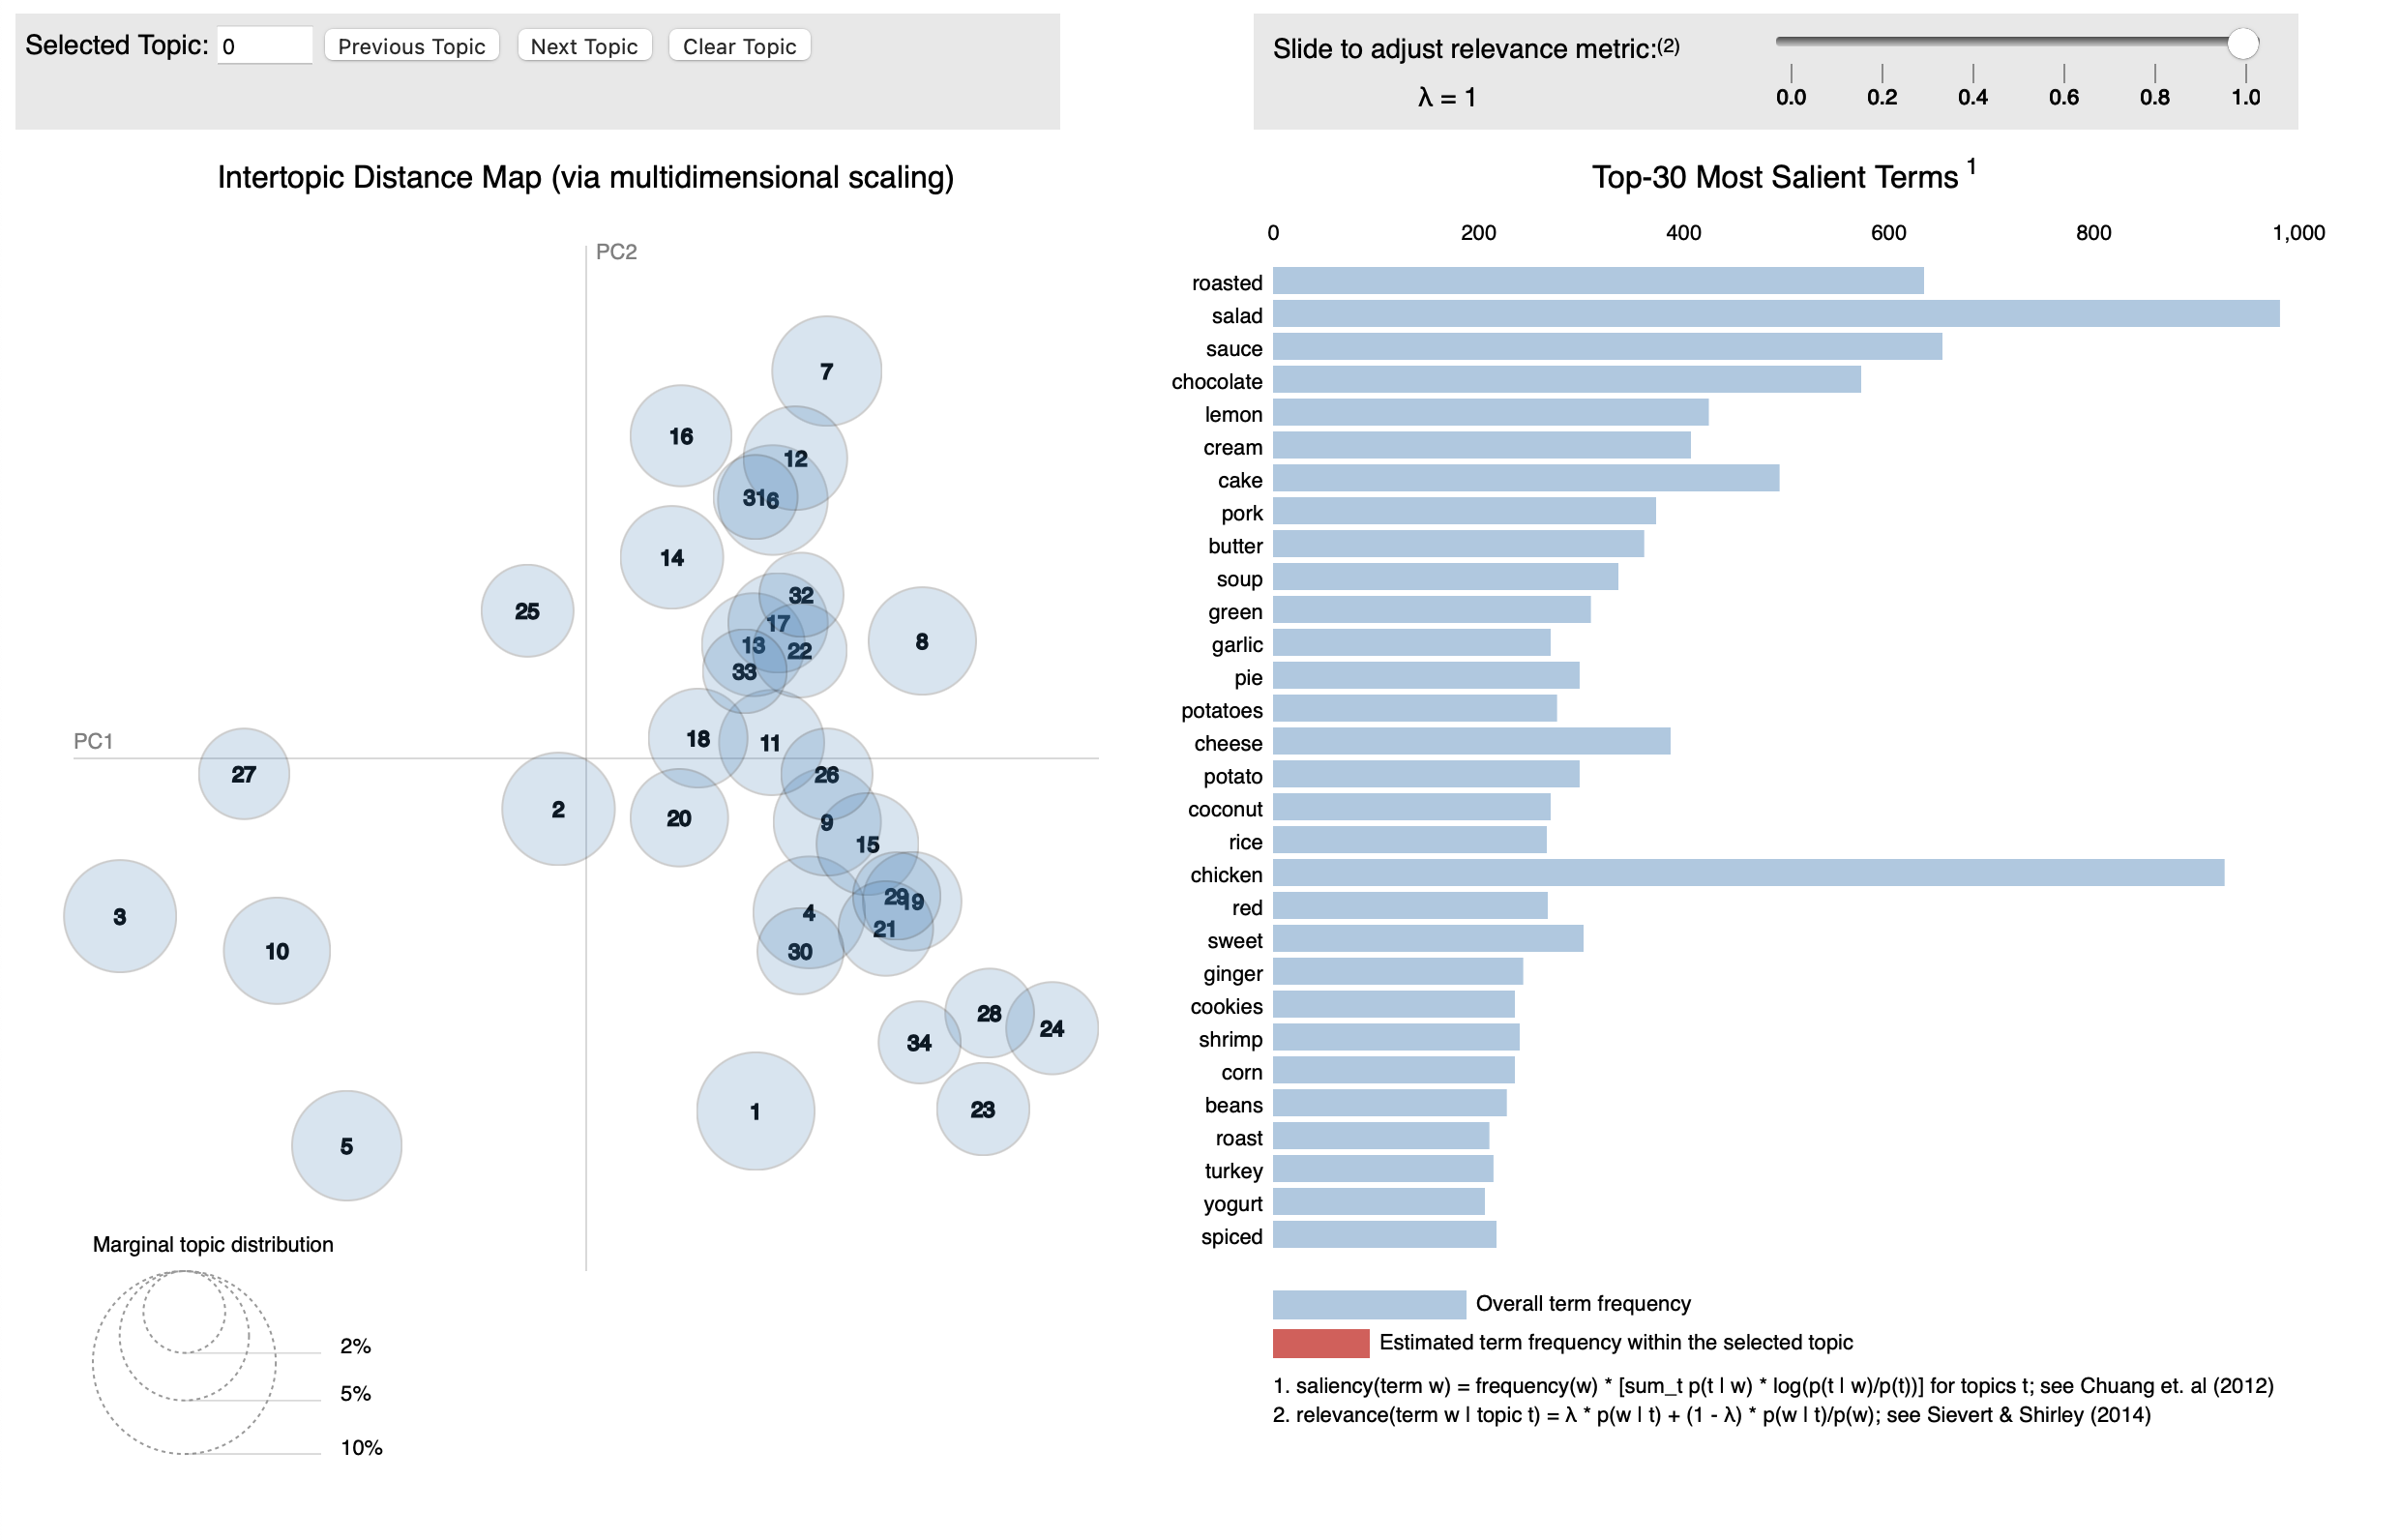 Selected Topic: 0 Previous Topic Next Topic Clear Topic
Slide to adjust relevance metric:(2)
λ = 1
0.0 0.2 0.4 0.6 0.8 1.0
Intertopic Distance Map (via multidimensional scaling)
PC2
PC1
7
16
12
31
6
14
32
25
17
8
13
22
33
18
11
27
26
2
20
9
15
29
19
3
4
21
10
30
28
24
34
1
23
5
Marginal topic distribution
2%
5%
10%
Top-30 Most Salient Terms 1
0 200 400 600 800 1,000
roasted
salad
sauce
chocolate
lemon
cream
cake
pork
butter
soup
green
garlic
pie
potatoes
cheese
potato
coconut
rice
chicken
red
sweet
ginger
cookies
shrimp
corn
beans
roast
turkey
yogurt
spiced
Overall term frequency
Estimated term frequency within the selected topic
1. saliency(term w) = frequency(w) * [sum_t p(t | w) * log(p(t | w)/p(t))] for topics t; see Chuang et. al (2012)
2. relevance(term w | topic t) = λ * p(w | t) + (1 - λ) * p(w | t)/p(w); see Sievert & Shirley (2014)